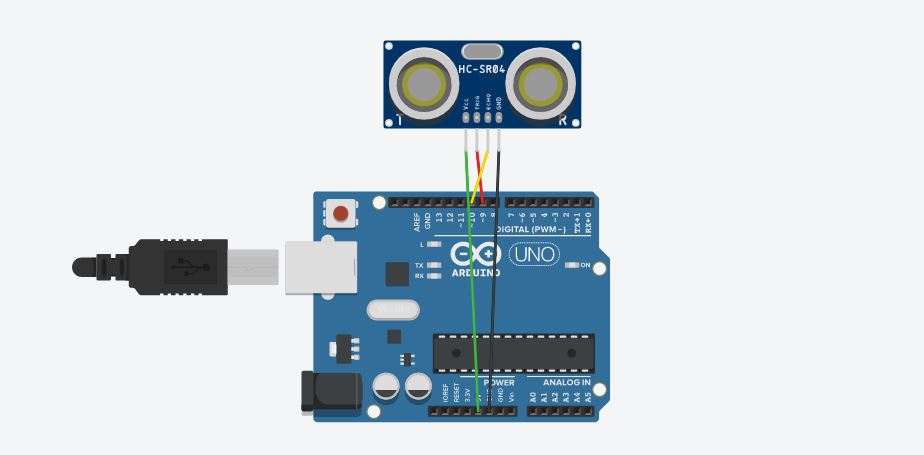 HC-SR04
Vcc
TRIG
ECHO
GND
T
R
AREF
GND
13
12
~11
~10
~9
8
7
~6
~5
4
~3
2
TX→1
RX←0
DIGITAL (PWM~)
L
TX
RX
ARDUINO
UNO
ON
POWER
ANALOG IN
IOREF
RESET
3.3V
GND
Vin
A0
A1
A2
A3
A4
A5